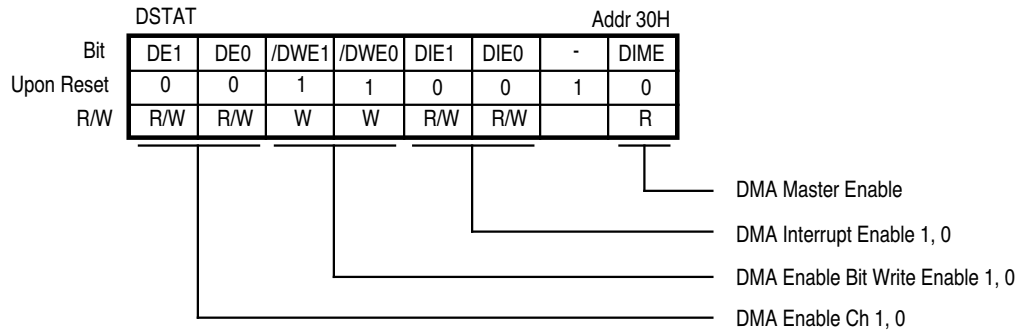 DSTAT Addr 30H
Bit DE1 DE0 /DWE1 /DWE0 DIE1 DIE0 - DIME
Upon Reset 0 0 1 1 0 0 1 0
R/W R/W R/W W W R/W R/W R
DMA Master Enable
DMA Interrupt Enable 1, 0
DMA Enable Bit Write Enable 1, 0
DMA Enable Ch 1, 0